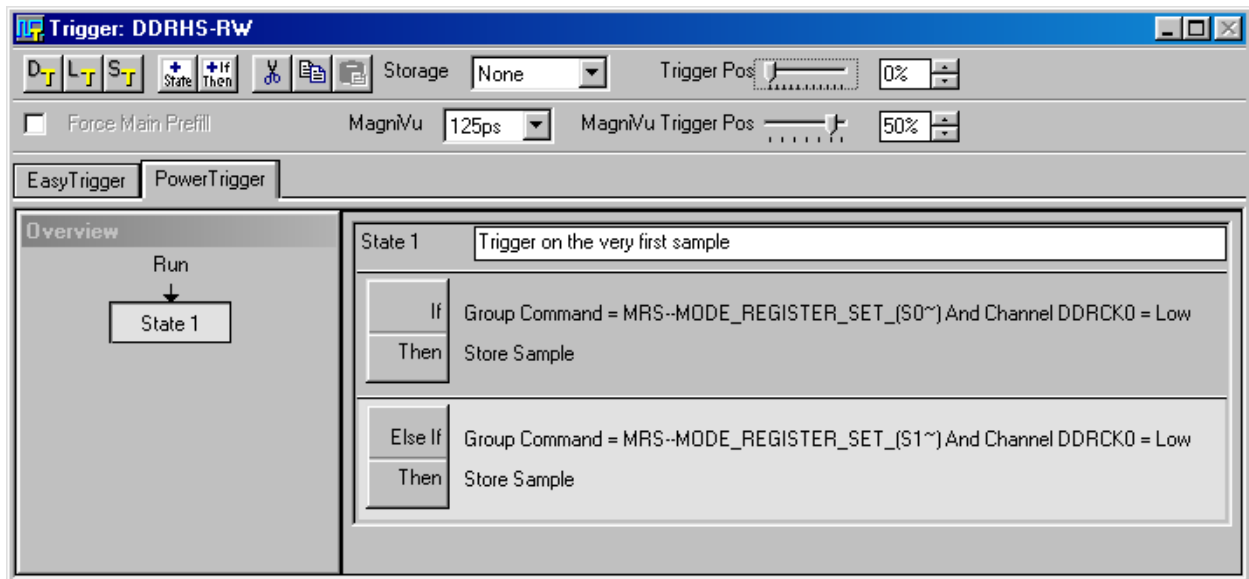 Trigger: DDRHS-RW
D-T L-T S-T +State +If Then Storage None Trigger Pos 0%
Force Main Prefill MagniVu 125ps MagniVu Trigger Pos 50%
EasyTrigger PowerTrigger
Overview
Run
State 1
State 1 Trigger on the very first sample
If Group Command = MRS--MODE_REGISTER_SET_(S0~) And Channel DDRCK0 = Low
Then Store Sample
Else If Group Command = MRS--MODE_REGISTER_SET_(S1~) And Channel DDRCK0 = Low
Then Store Sample